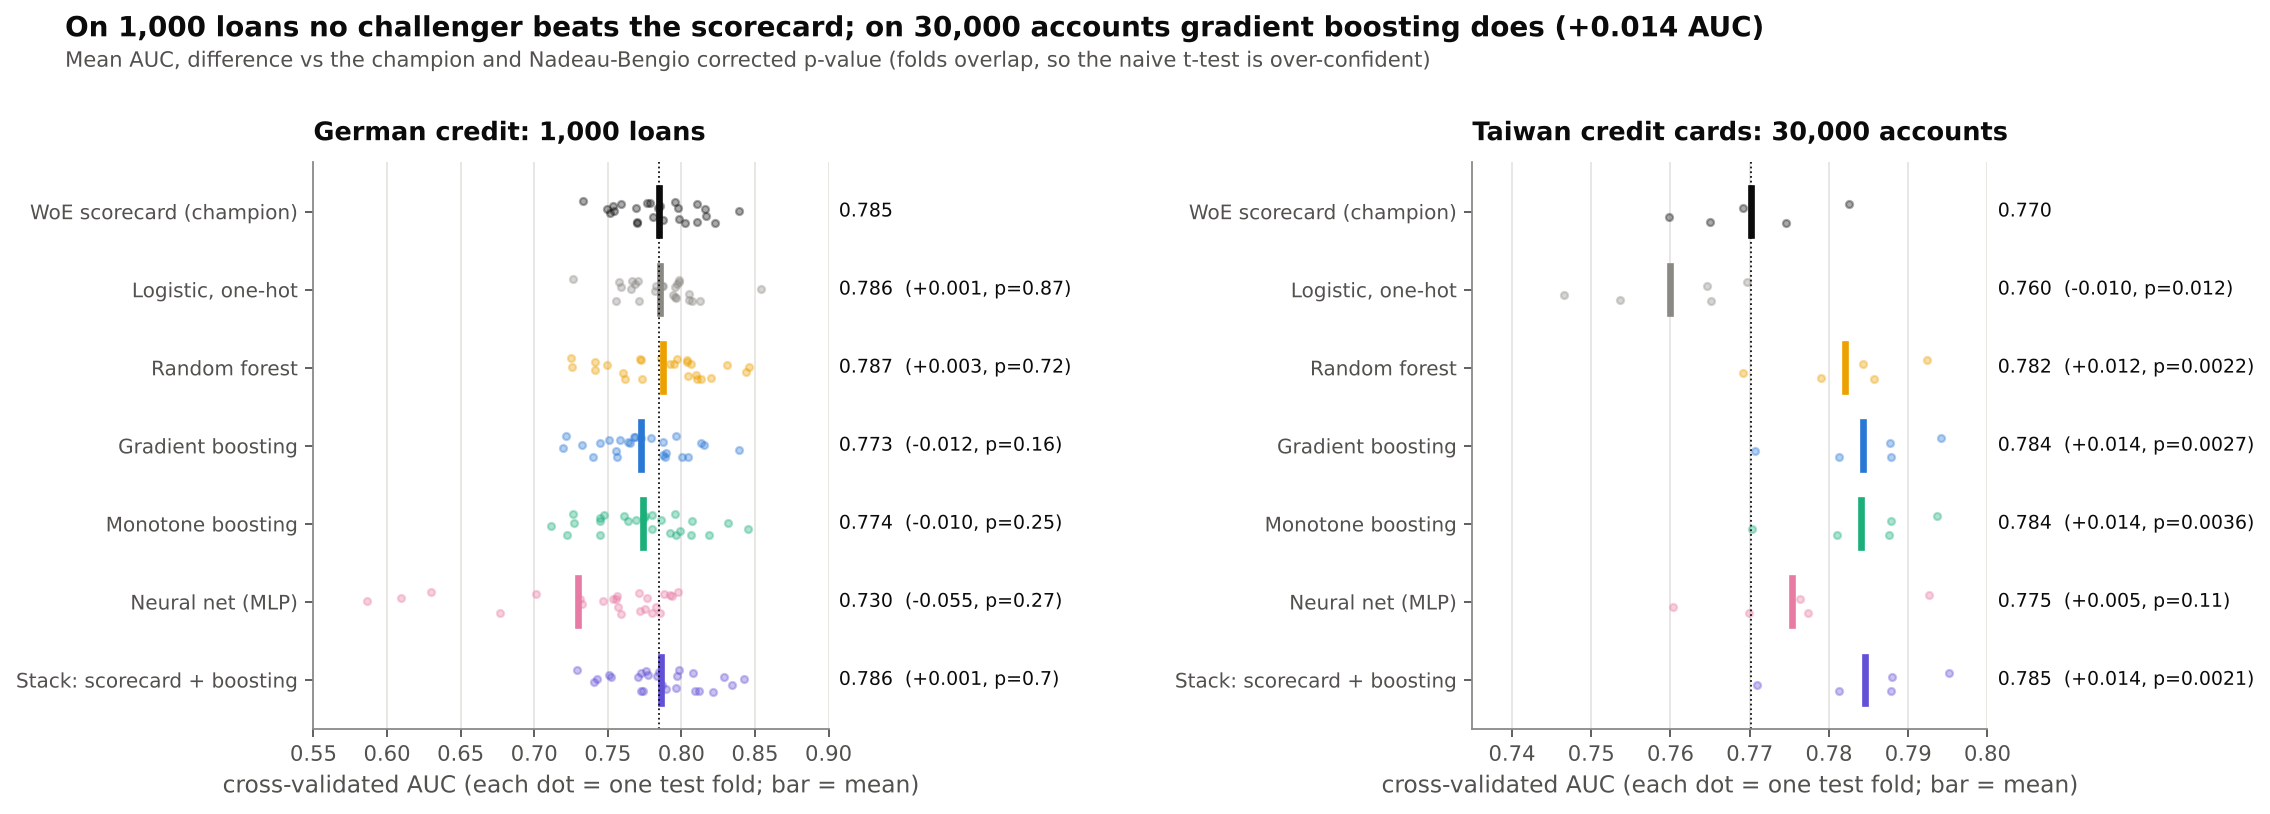 On 1,000 loans no challenger beats the scorecard; on 30,000 accounts gradient boosting does (+0.014 AUC)
Mean AUC, difference vs the champion and Nadeau-Bengio corrected p-value (folds overlap, so the naive t-test is over-confident)
German credit: 1,000 loans
WoE scorecard (champion)
0.785
Logistic, one-hot
0.786 (+0.001, p=0.87)
Random forest
0.787 (+0.003, p=0.72)
Gradient boosting
0.773 (-0.012, p=0.16)
Monotone boosting
0.774 (-0.010, p=0.25)
Neural net (MLP)
0.730 (-0.055, p=0.27)
Stack: scorecard + boosting
0.786 (+0.001, p=0.7)
0.55 0.60 0.65 0.70 0.75 0.80 0.85 0.90
cross-validated AUC (each dot = one test fold; bar = mean)
Taiwan credit cards: 30,000 accounts
WoE scorecard (champion)
0.770
Logistic, one-hot
0.760 (-0.010, p=0.012)
Random forest
0.782 (+0.012, p=0.0022)
Gradient boosting
0.784 (+0.014, p=0.0027)
Monotone boosting
0.784 (+0.014, p=0.0036)
Neural net (MLP)
0.775 (+0.005, p=0.11)
Stack: scorecard + boosting
0.785 (+0.014, p=0.0021)
0.74 0.75 0.76 0.77 0.78 0.79 0.80
cross-validated AUC (each dot = one test fold; bar = mean)